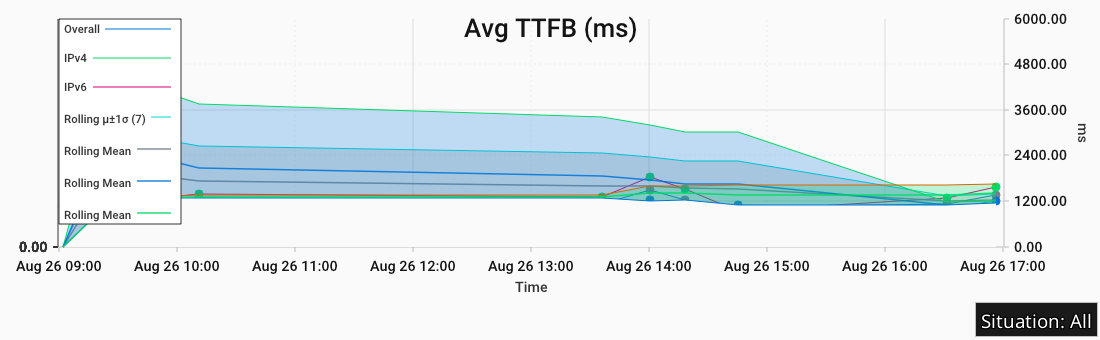 Avg TTFB (ms)
Overall
IPv4
IPv6
Rolling μ±1σ (7)
Rolling Mean
Rolling Mean
Rolling Mean
6000.00
4800.00
3600.00
2400.00
1200.00
0.00
ms
0.00
Aug 26 09:00
Aug 26 10:00
Aug 26 11:00
Aug 26 12:00
Aug 26 13:00
Aug 26 14:00
Aug 26 15:00
Aug 26 16:00
Aug 26 17:00
Time
Situation: All